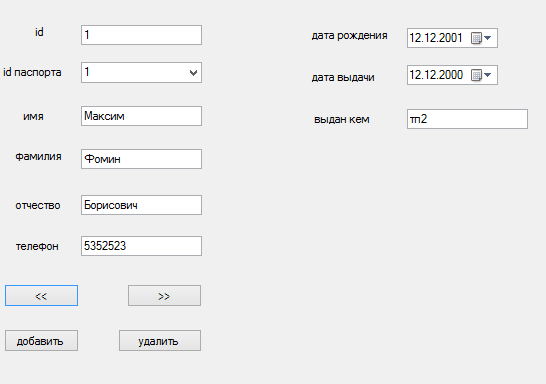 id 1
id паспорта 1
имя Максим
фамилия Фомин
отчество Борисович
телефон 5352523
<< >>
добавить удалить
дата рождения 12.12.2001
дата выдачи 12.12.2000
выдан кем тп2